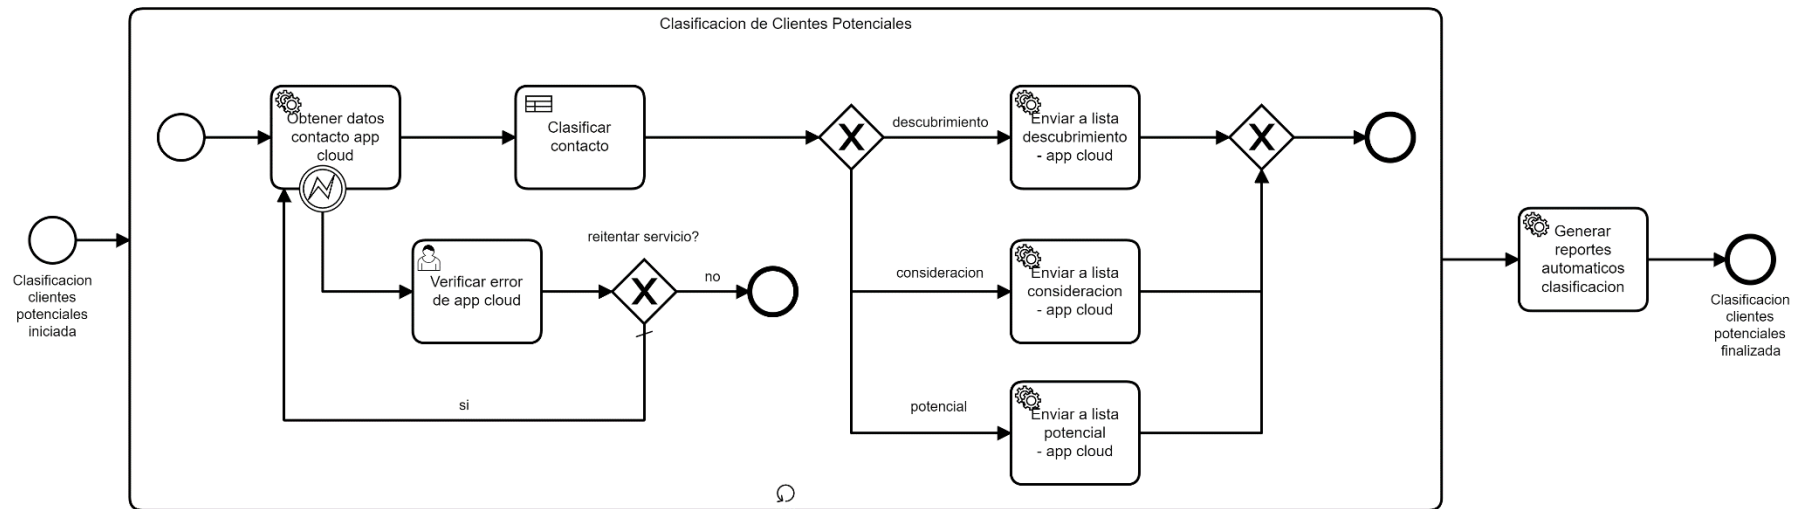 Clasificacion de Clientes Potenciales
Clasificacion
clientes
potenciales
iniciada
Obtener datos
contacto app
cloud
Clasificar
contacto
descubrimiento
Enviar a lista
descubrimiento
- app cloud
Verificar error
de app cloud
reitentar servicio?
no
si
consideracion
Enviar a lista
consideracion
- app cloud
potencial
Enviar a lista
potencial
- app cloud
Generar
reportes
automaticos
clasificacion
Clasificacion
clientes
potenciales
finalizada